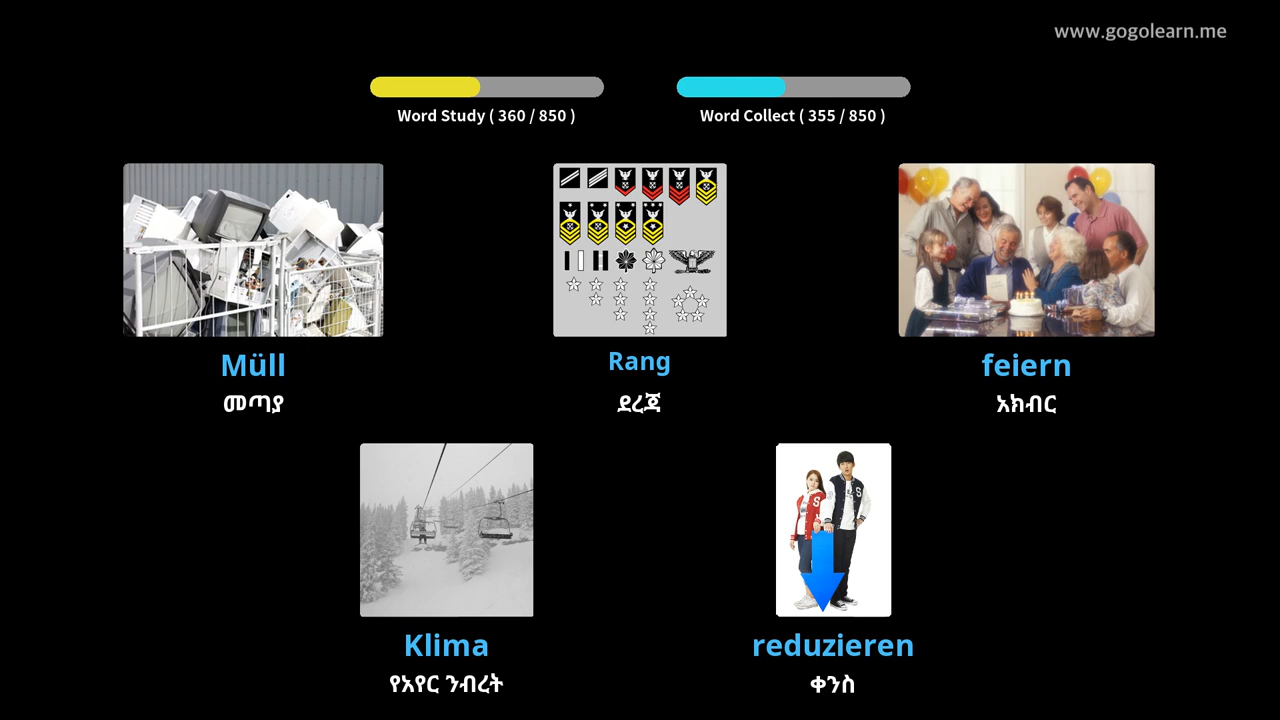 www.gogolearn.me
Word Study ( 360 / 850 )
Word Collect ( 355 / 850 )
Müll
Rang
feiern
መጣያ
ደረጃ
አክብር
Klima
reduzieren
የአየር ንብረት
ቀንስ